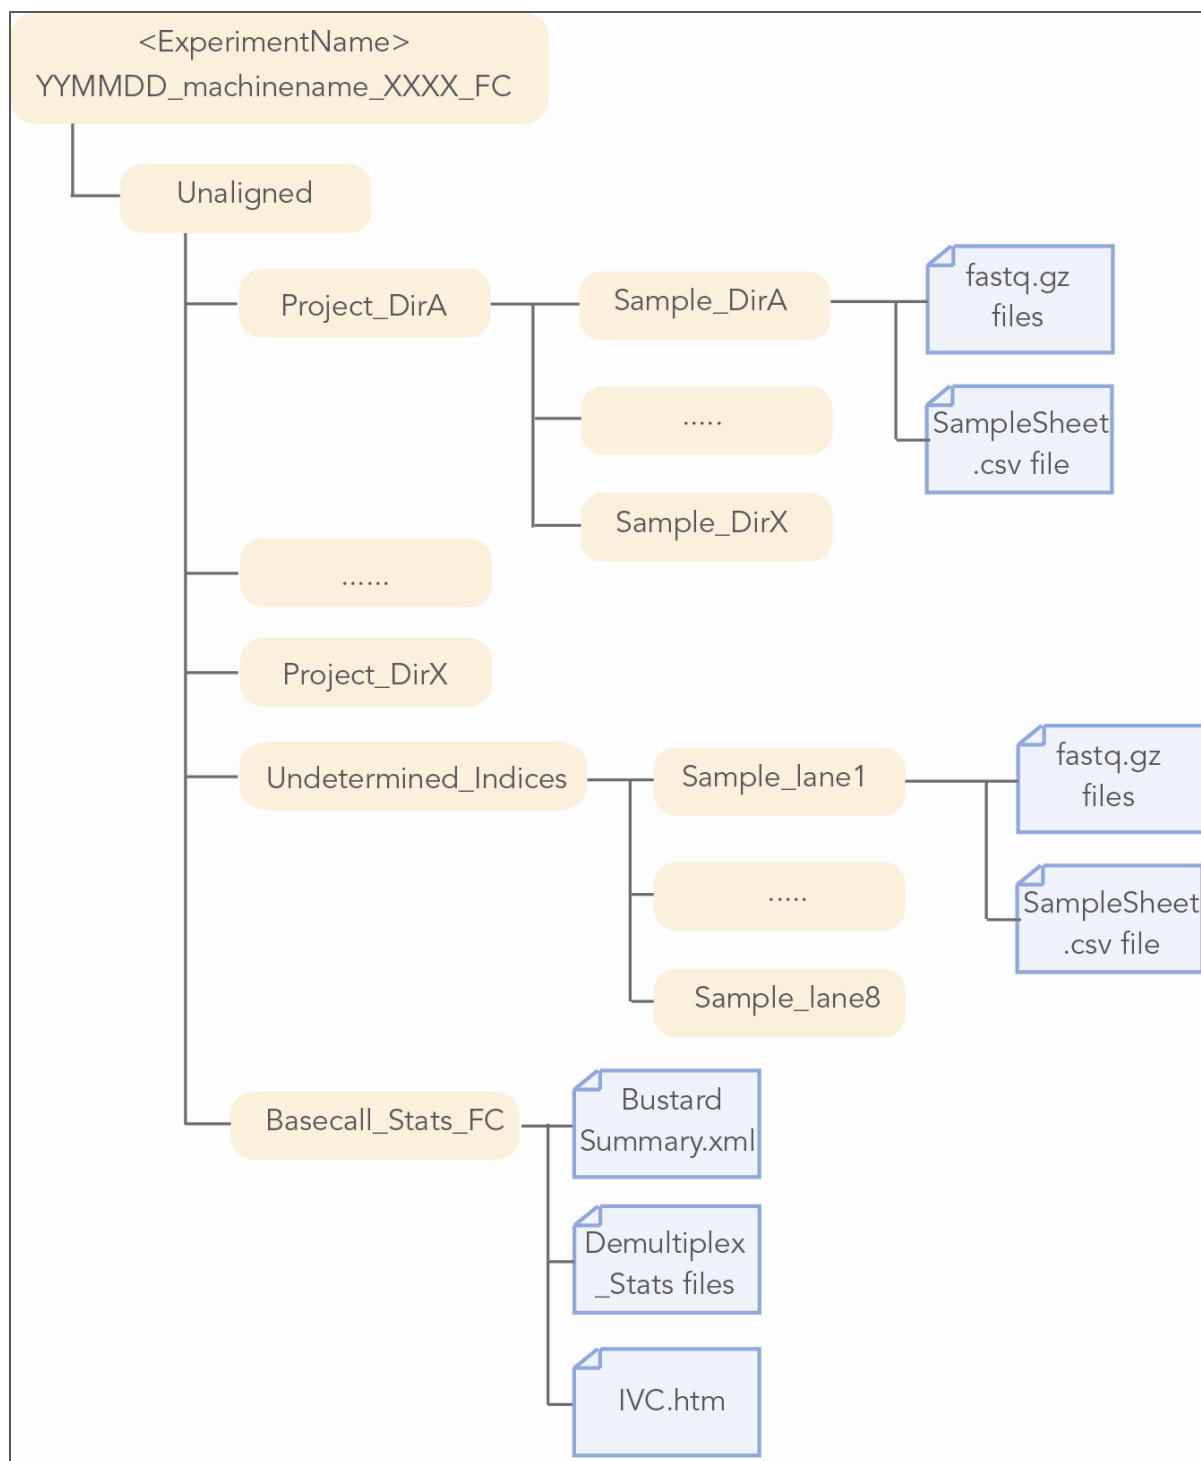 <ExperimentName>
YYMMDD_machinename_XXXX_FC
Unaligned
Project_DirA
Sample_DirA
fastq.gz
files
.....
SampleSheet
.csv file
Sample_DirX
......
Project_DirX
Undetermined_Indices
Sample_lane1
fastq.gz
files
.....
SampleSheet
.csv file
Sample_lane8
Basecall_Stats_FC
Bustard
Summary.xml
Demultiplex
_Stats files
IVC.htm